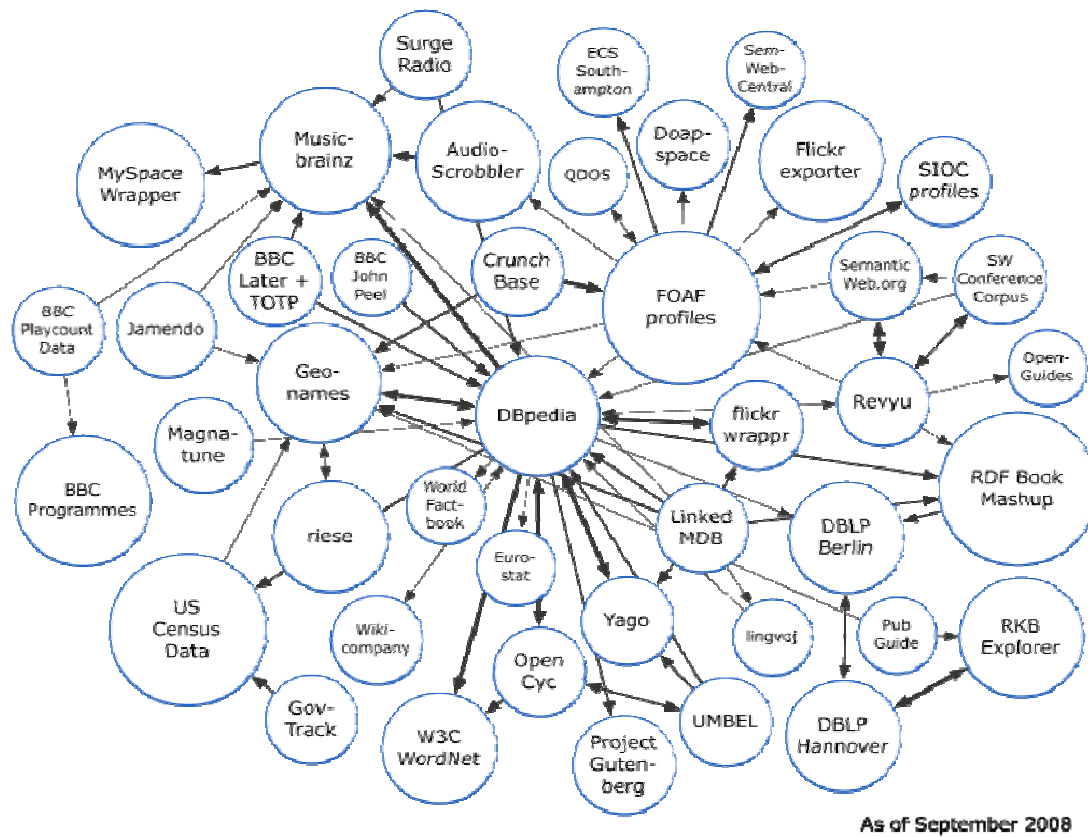 Surge
Radio
ECS
South-
ampton
Sem-
Web-
Central
Music-
brainz
Audio-
Scrobbler
Doap-
space
Flickr
exporter
MySpace
Wrapper
QDOS
SIOC
profiles
BBC
Later +
TOTP
BBC
John
Peel
Crunch
Base
FOAF
profiles
Semantic
Web.org
SW
Conference
Corpus
BBC
Playcount
Data
Jamendo
Geo-
names
Open-
Guides
DBpedia
flickr
wrappr
Revyu
Magna-
tune
BBC
Programmes
World
Fact-
book
RDF Book
Mashup
riese
Linked
MDB
DBLP
Berlin
Euro-
stat
US
Census
Data
Wiki-
company
Yago
lingvoj
Pub
Guide
RKB
Explorer
Open
Cyc
Gov-
Track
W3C
WordNet
Project
Guten-
berg
UMBEL
DBLP
Hannover
As of September 2008